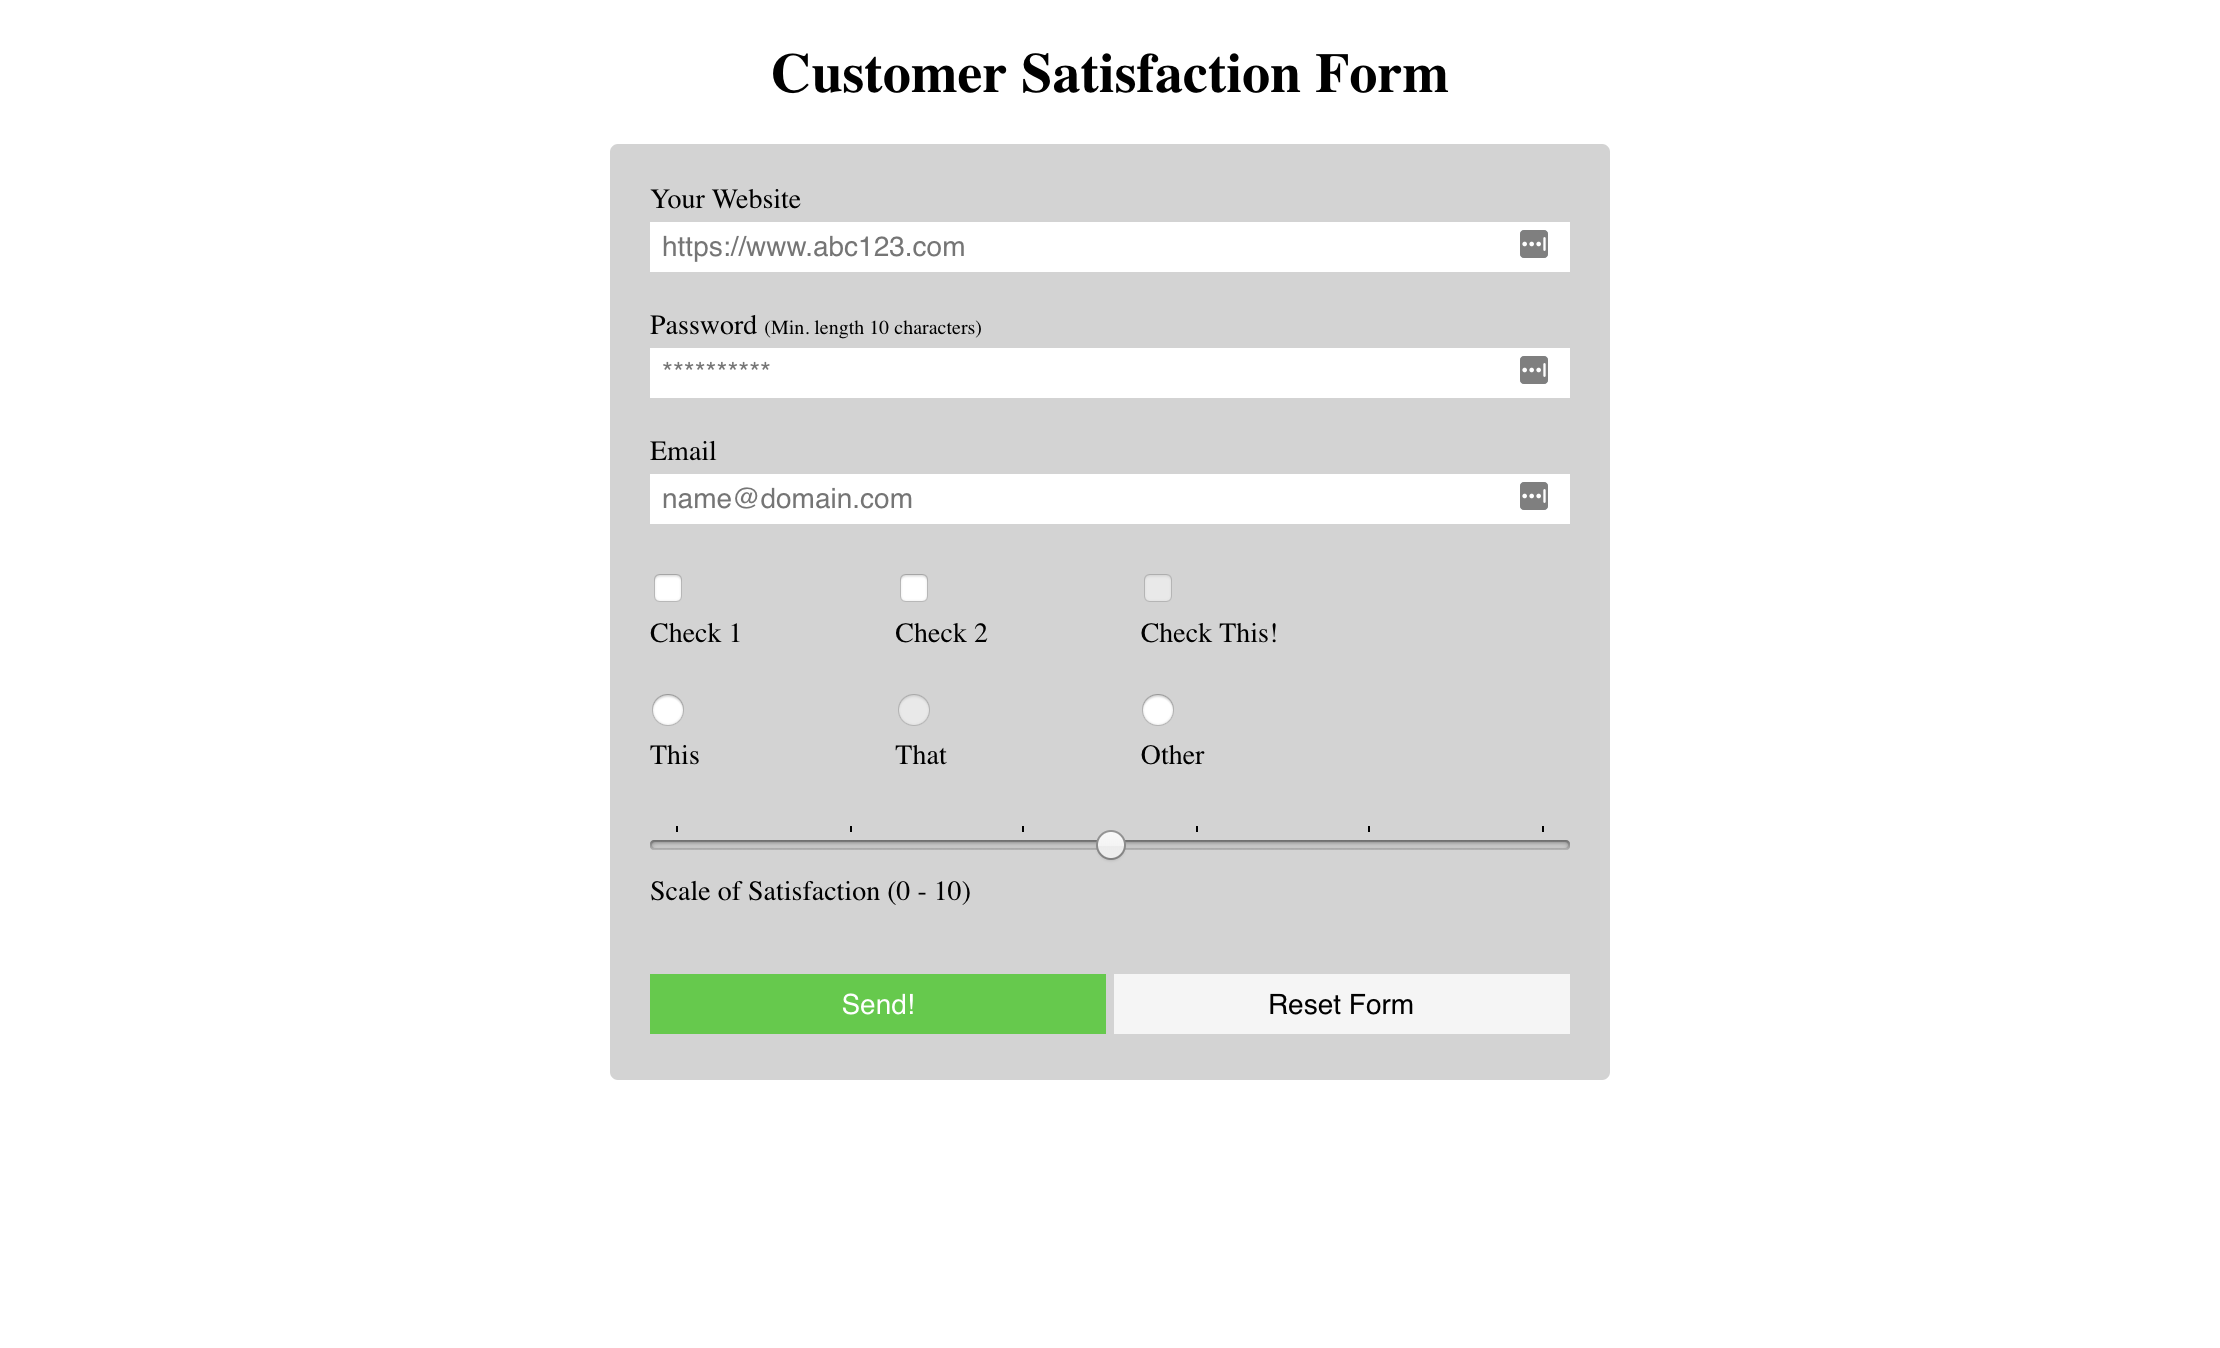 Customer Satisfaction Form
Your Website
https://www.abc123.com
Password (Min. length 10 characters)
**********
Email
name@domain.com
Check 1 Check 2 Check This!
This That Other
Scale of Satisfaction (0 - 10)
Send! Reset Form